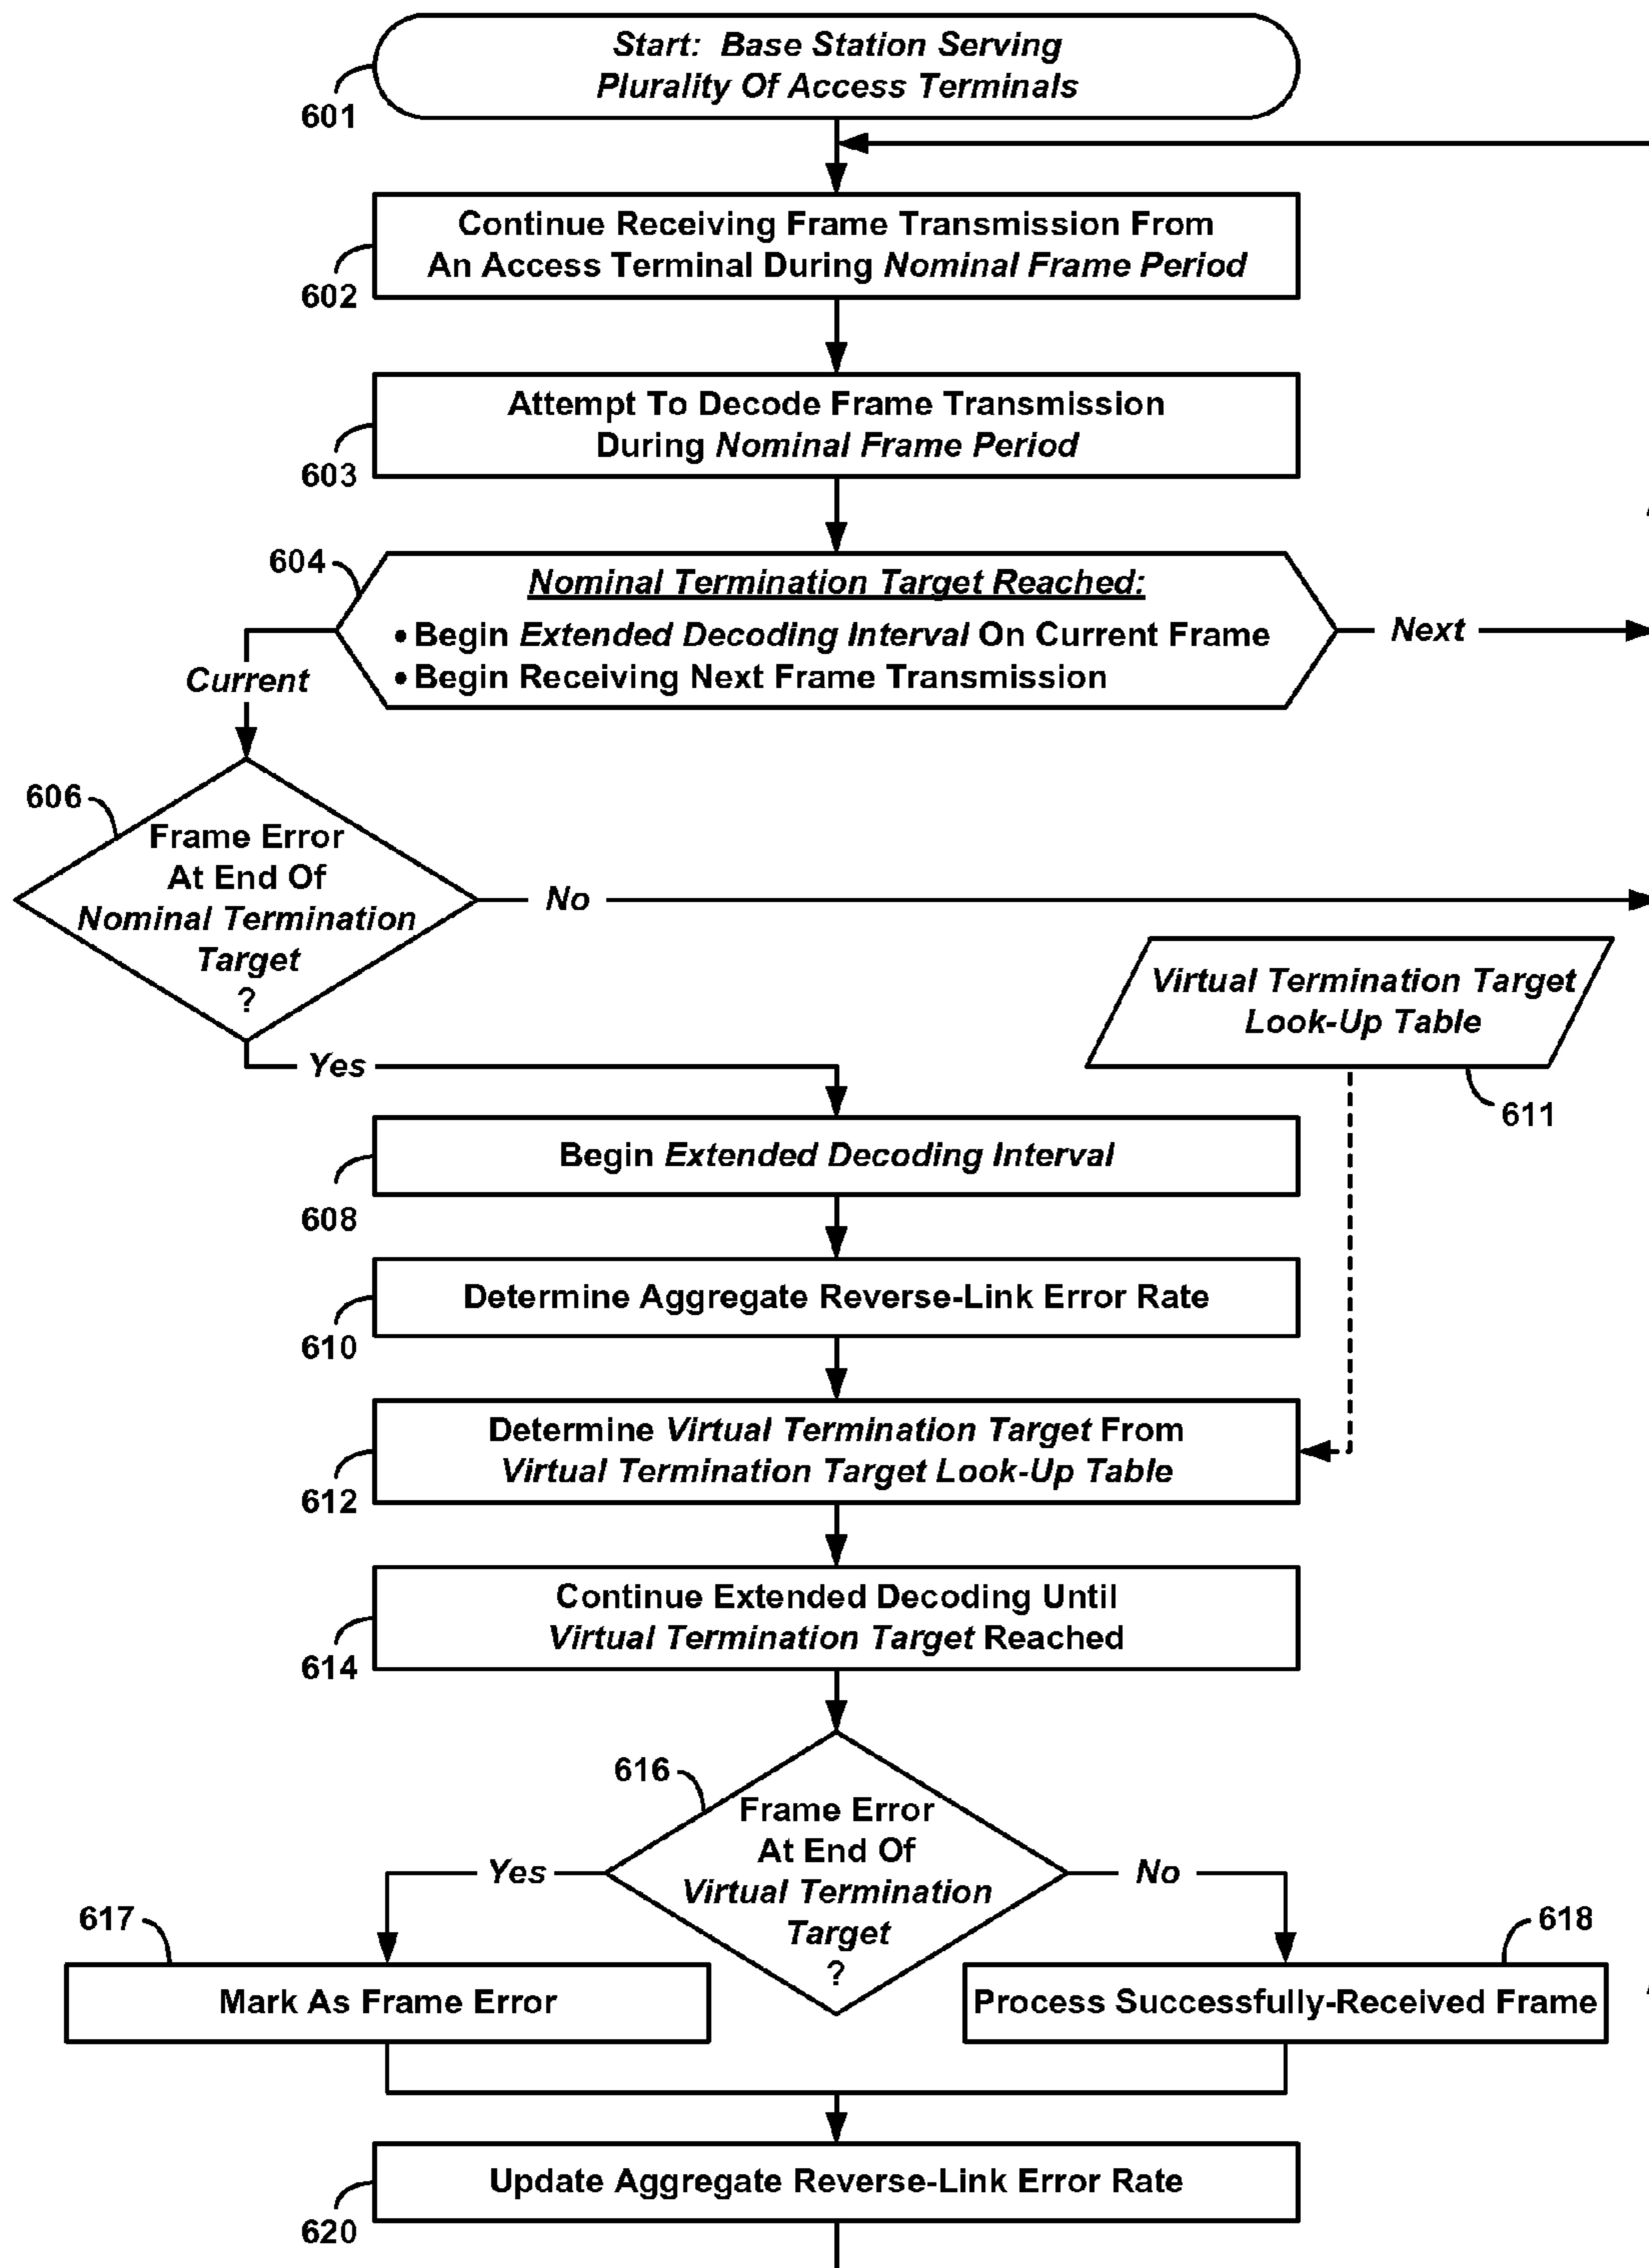 Start: Base Station Serving
Plurality Of Access Terminals
601
Continue Receiving Frame Transmission From
An Access Terminal During Nominal Frame Period
602
Attempt To Decode Frame Transmission
During Nominal Frame Period
603
604
Nominal Termination Target Reached:
• Begin Extended Decoding Interval On Current Frame
• Begin Receiving Next Frame Transmission
Next
Current
606
Frame Error
At End Of
Nominal Termination
Target
?
No
Yes
Virtual Termination Target
Look-Up Table
611
Begin Extended Decoding Interval
608
Determine Aggregate Reverse-Link Error Rate
610
Determine Virtual Termination Target From
Virtual Termination Target Look-Up Table
612
Continue Extended Decoding Until
Virtual Termination Target Reached
614
616
Frame Error
At End Of
Virtual Termination
Target
?
Yes
No
617
Mark As Frame Error
618
Process Successfully-Received Frame
Update Aggregate Reverse-Link Error Rate
620